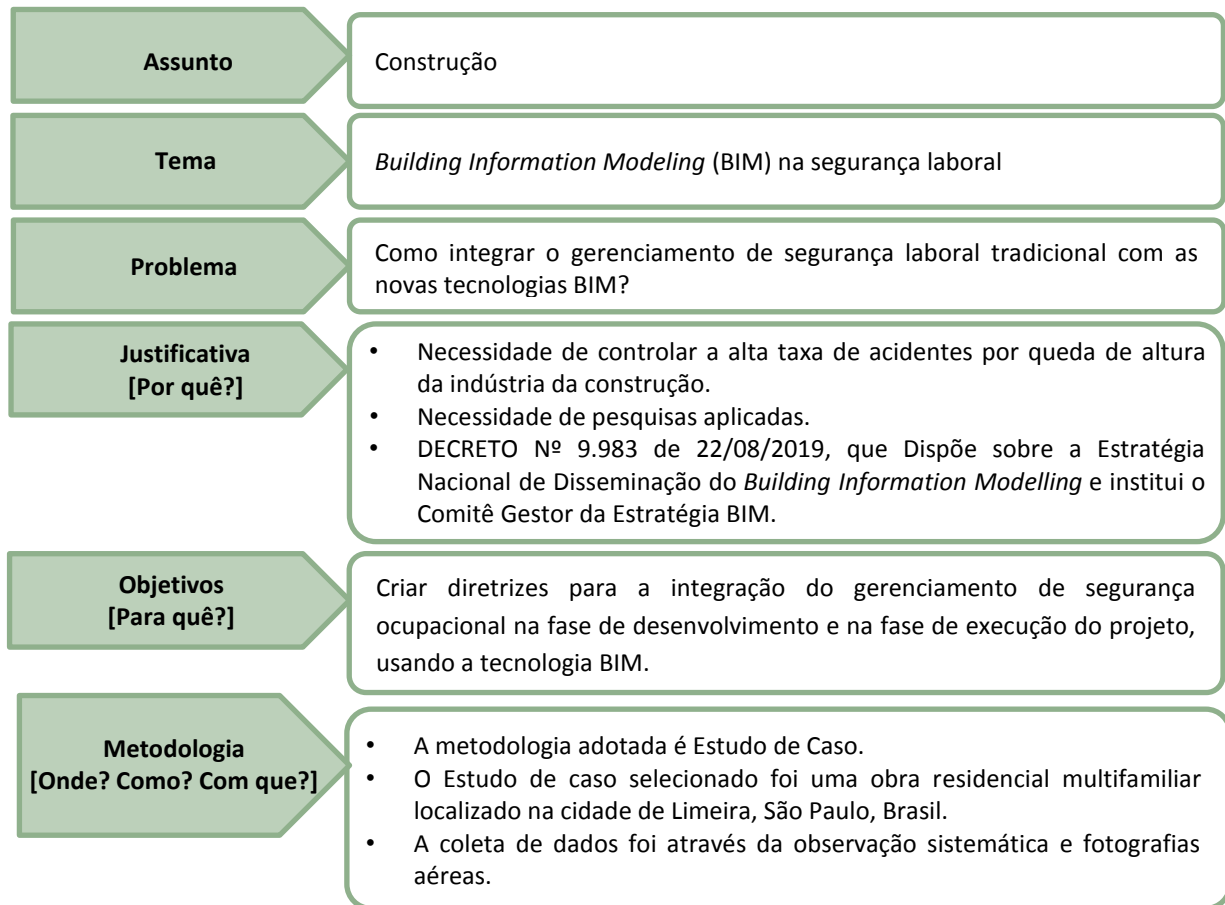 Assunto
Construção
Tema
Building Information Modeling (BIM) na segurança laboral
Problema
Como integrar o gerenciamento de segurança laboral tradicional com as
novas tecnologias BIM?
Justificativa
[Por quê?]
• Necessidade de controlar a alta taxa de acidentes por queda de altura
da indústria da construção.
• Necessidade de pesquisas aplicadas.
• DECRETO Nº 9.983 de 22/08/2019, que Dispõe sobre a Estratégia
Nacional de Disseminação do Building Information Modelling e institui o
Comitê Gestor da Estratégia BIM.
Objetivos
[Para quê?]
Criar diretrizes para a integração do gerenciamento de segurança
ocupacional na fase de desenvolvimento e na fase de execução do projeto,
usando a tecnologia BIM.
Metodologia
[Onde? Como? Com que?]
• A metodologia adotada é Estudo de Caso.
• O Estudo de caso selecionado foi uma obra residencial multifamiliar
localizado na cidade de Limeira, São Paulo, Brasil.
• A coleta de dados foi através da observação sistemática e fotografias
aéreas.